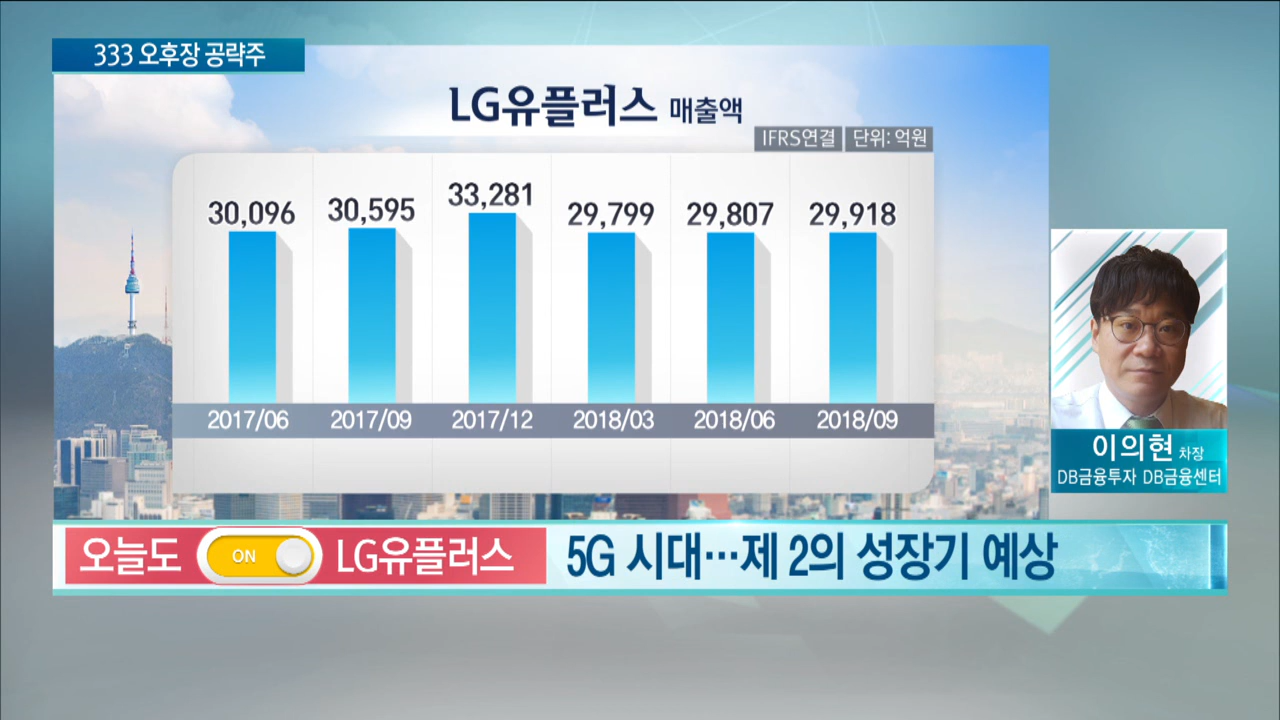 333 오후장 공략주
LG유플러스 매출액
IFRS연결 단위: 억원
30,096 30,595 33,281 29,799 29,807 29,918
2017/06 2017/09 2017/12 2018/03 2018/06 2018/09
이의현 차장
DB금융투자 DB금융센터
오늘도 ON LG유플러스 5G 시대…제 2의 성장기 예상